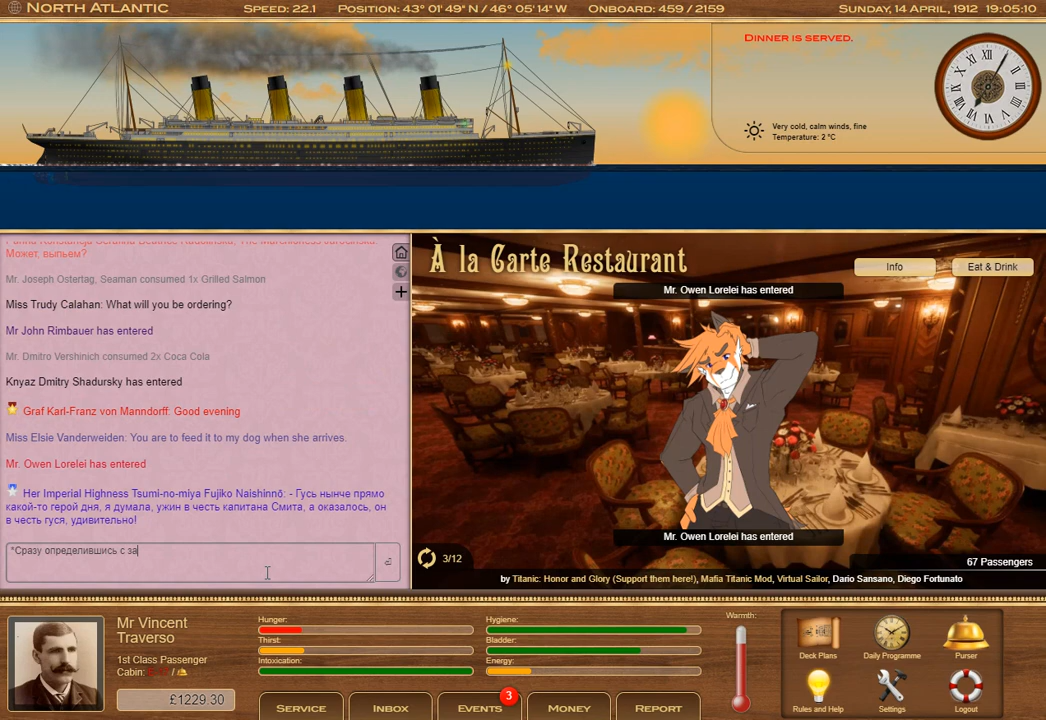 North Atlantic
Speed: 22.1
Position: 43° 01' 49" N / 46° 05' 14" W
Onboard: 459 / 2159
Sunday, 14 April, 1912 19:05:10
Dinner is served.
Very cold, calm winds, fine
Temperature: 2 °C
Может, выпьем?
Mr. Joseph Ostertag, Seaman consumed 1x Grilled Salmon
Miss Trudy Calahan: What will you be ordering?
Mr John Rimbauer has entered
Mr. Dmitro Vershinich consumed 2x Coca Cola
Knyaz Dmitry Shadursky has entered
Graf Karl-Franz von Manndorff: Good evening
Miss Elsie Vanderweiden: You are to feed it to my dog when she arrives.
Mr. Owen Lorelei has entered
Her Imperial Highness Tsumi-no-miya Fujiko Naishinnō: - Гусь нынче прямо
какой-то герой дня, я думала, ужин в честь капитана Смита, а оказалось, он
в честь гуся, удивительно!
*Сразу определившись с за
À la Carte Restaurant
Info
Eat & Drink
Mr. Owen Lorelei has entered
Mr. Owen Lorelei has entered
3/12
67 Passengers
by Titanic: Honor and Glory (Support them here!), Mafia Titanic Mod, Virtual Sailor, Dario Sansano, Diego Fortunato
Mr Vincent
Traverso
1st Class Passenger
Cabin: /
£1229.30
Hunger:
Thirst:
Intoxication:
Hygiene:
Bladder:
Energy:
Warmth:
Service
Inbox
Events
3
Money
Report
Deck Plans
Daily Programme
Purser
Rules and Help
Settings
Logout